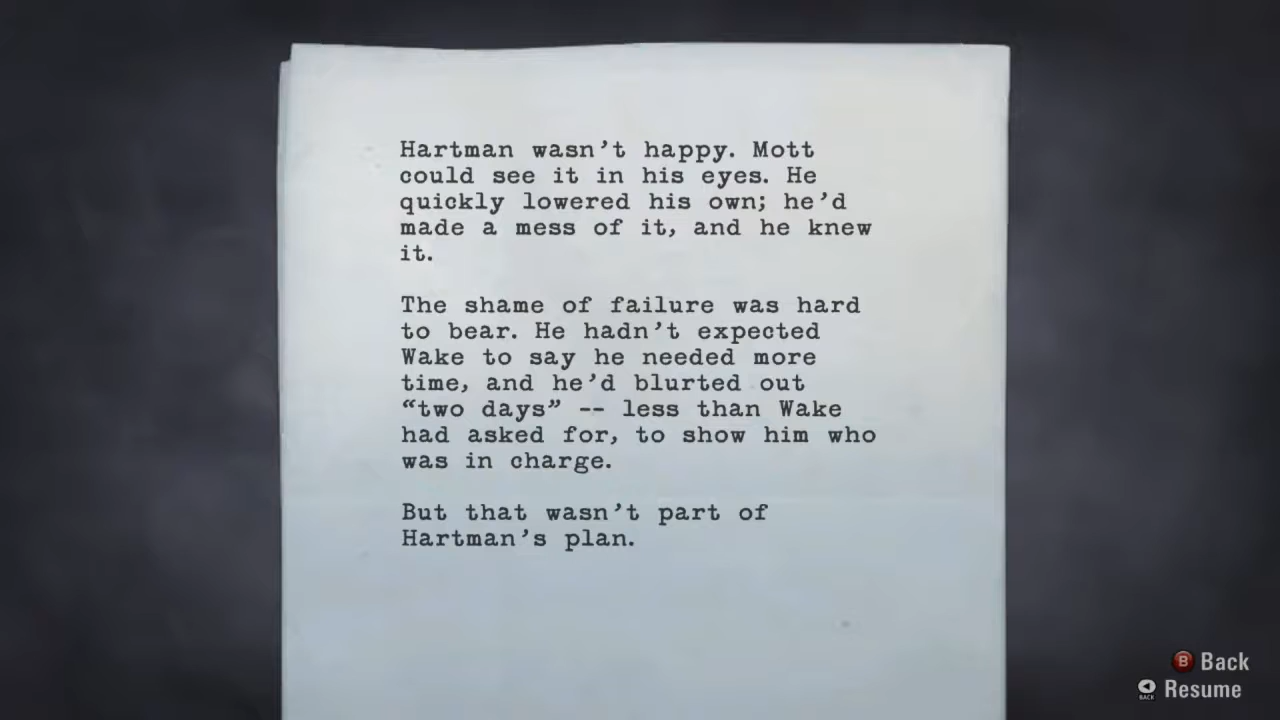 Hartman wasn’t happy. Mott
could see it in his eyes. He
quickly lowered his own; he’d
made a mess of it, and he knew
it.
The shame of failure was hard
to bear. He hadn’t expected
Wake to say he needed more
time, and he’d blurted out
“two days” -- less than Wake
had asked for, to show him who
was in charge.
But that wasn’t part of
Hartman’s plan.
B Back
BACK Resume